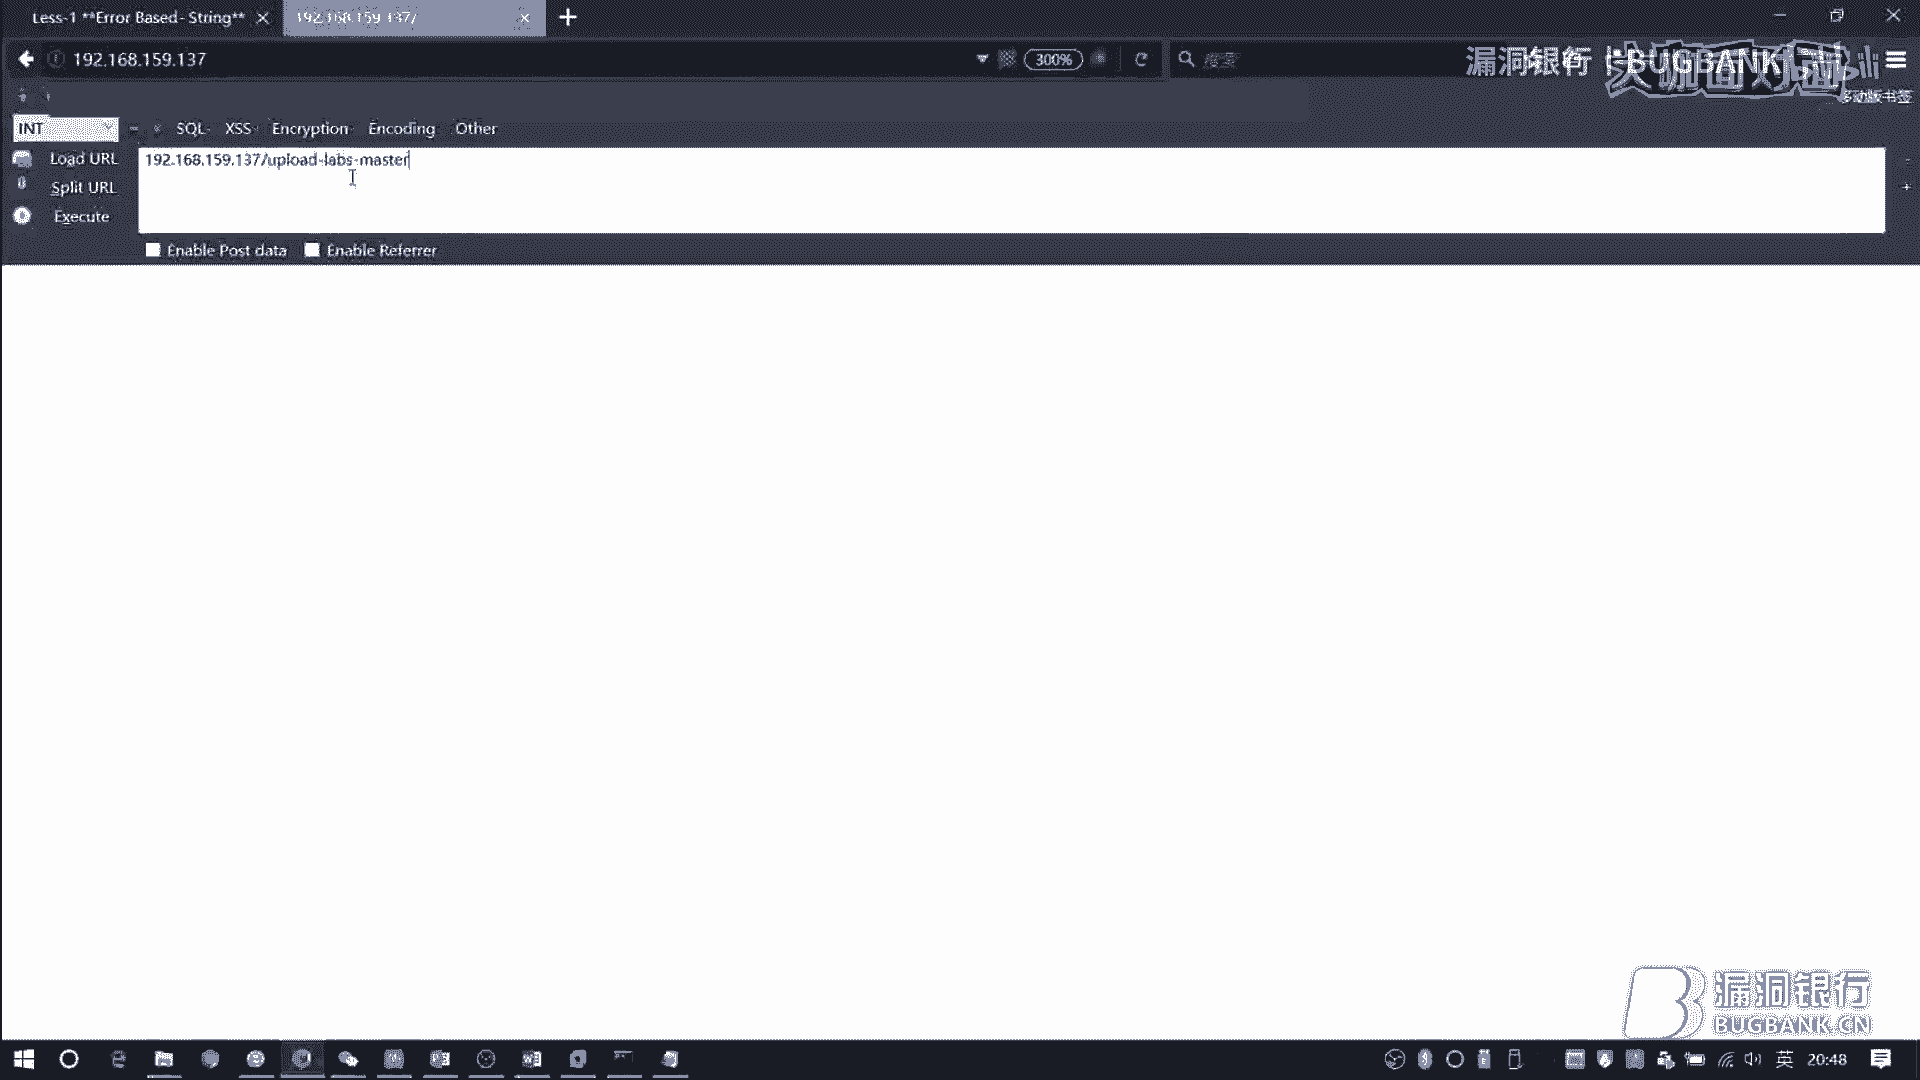 Less-1 **Error Based- String**
192.168.159.137/
192.168.159.137
300%
搜索
漏洞银行 BUGBANK
移动版书签
INT
SQL XSS Encryption Encoding Other
Load URL
192.168.159.137/upload-labs-master
Split URL
Execute
Enable Post data Enable Referrer
漏洞银行
BUGBANK.CN
英 20:48